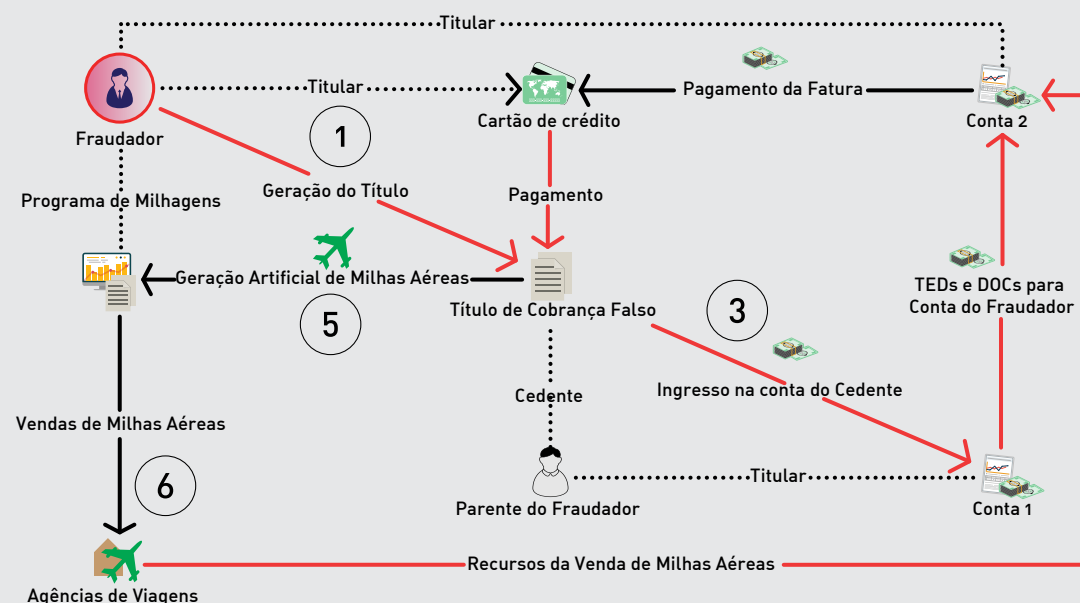 Titular
Fraudador
Titular
Cartão de crédito
Pagamento da Fatura
Conta 2
1
Geração do Título
Pagamento
Programa de Milhagens
Geração Artificial de Milhas Aéreas
5
Título de Cobrança Falso
3
TEDs e DOCs para
Conta do Fraudador
Ingresso na conta do Cedente
Cedente
Vendas de Milhas Aéreas
6
Parente do Fraudador
Titular
Conta 1
Recursos da Venda de Milhas Aéreas
Agências de Viagens